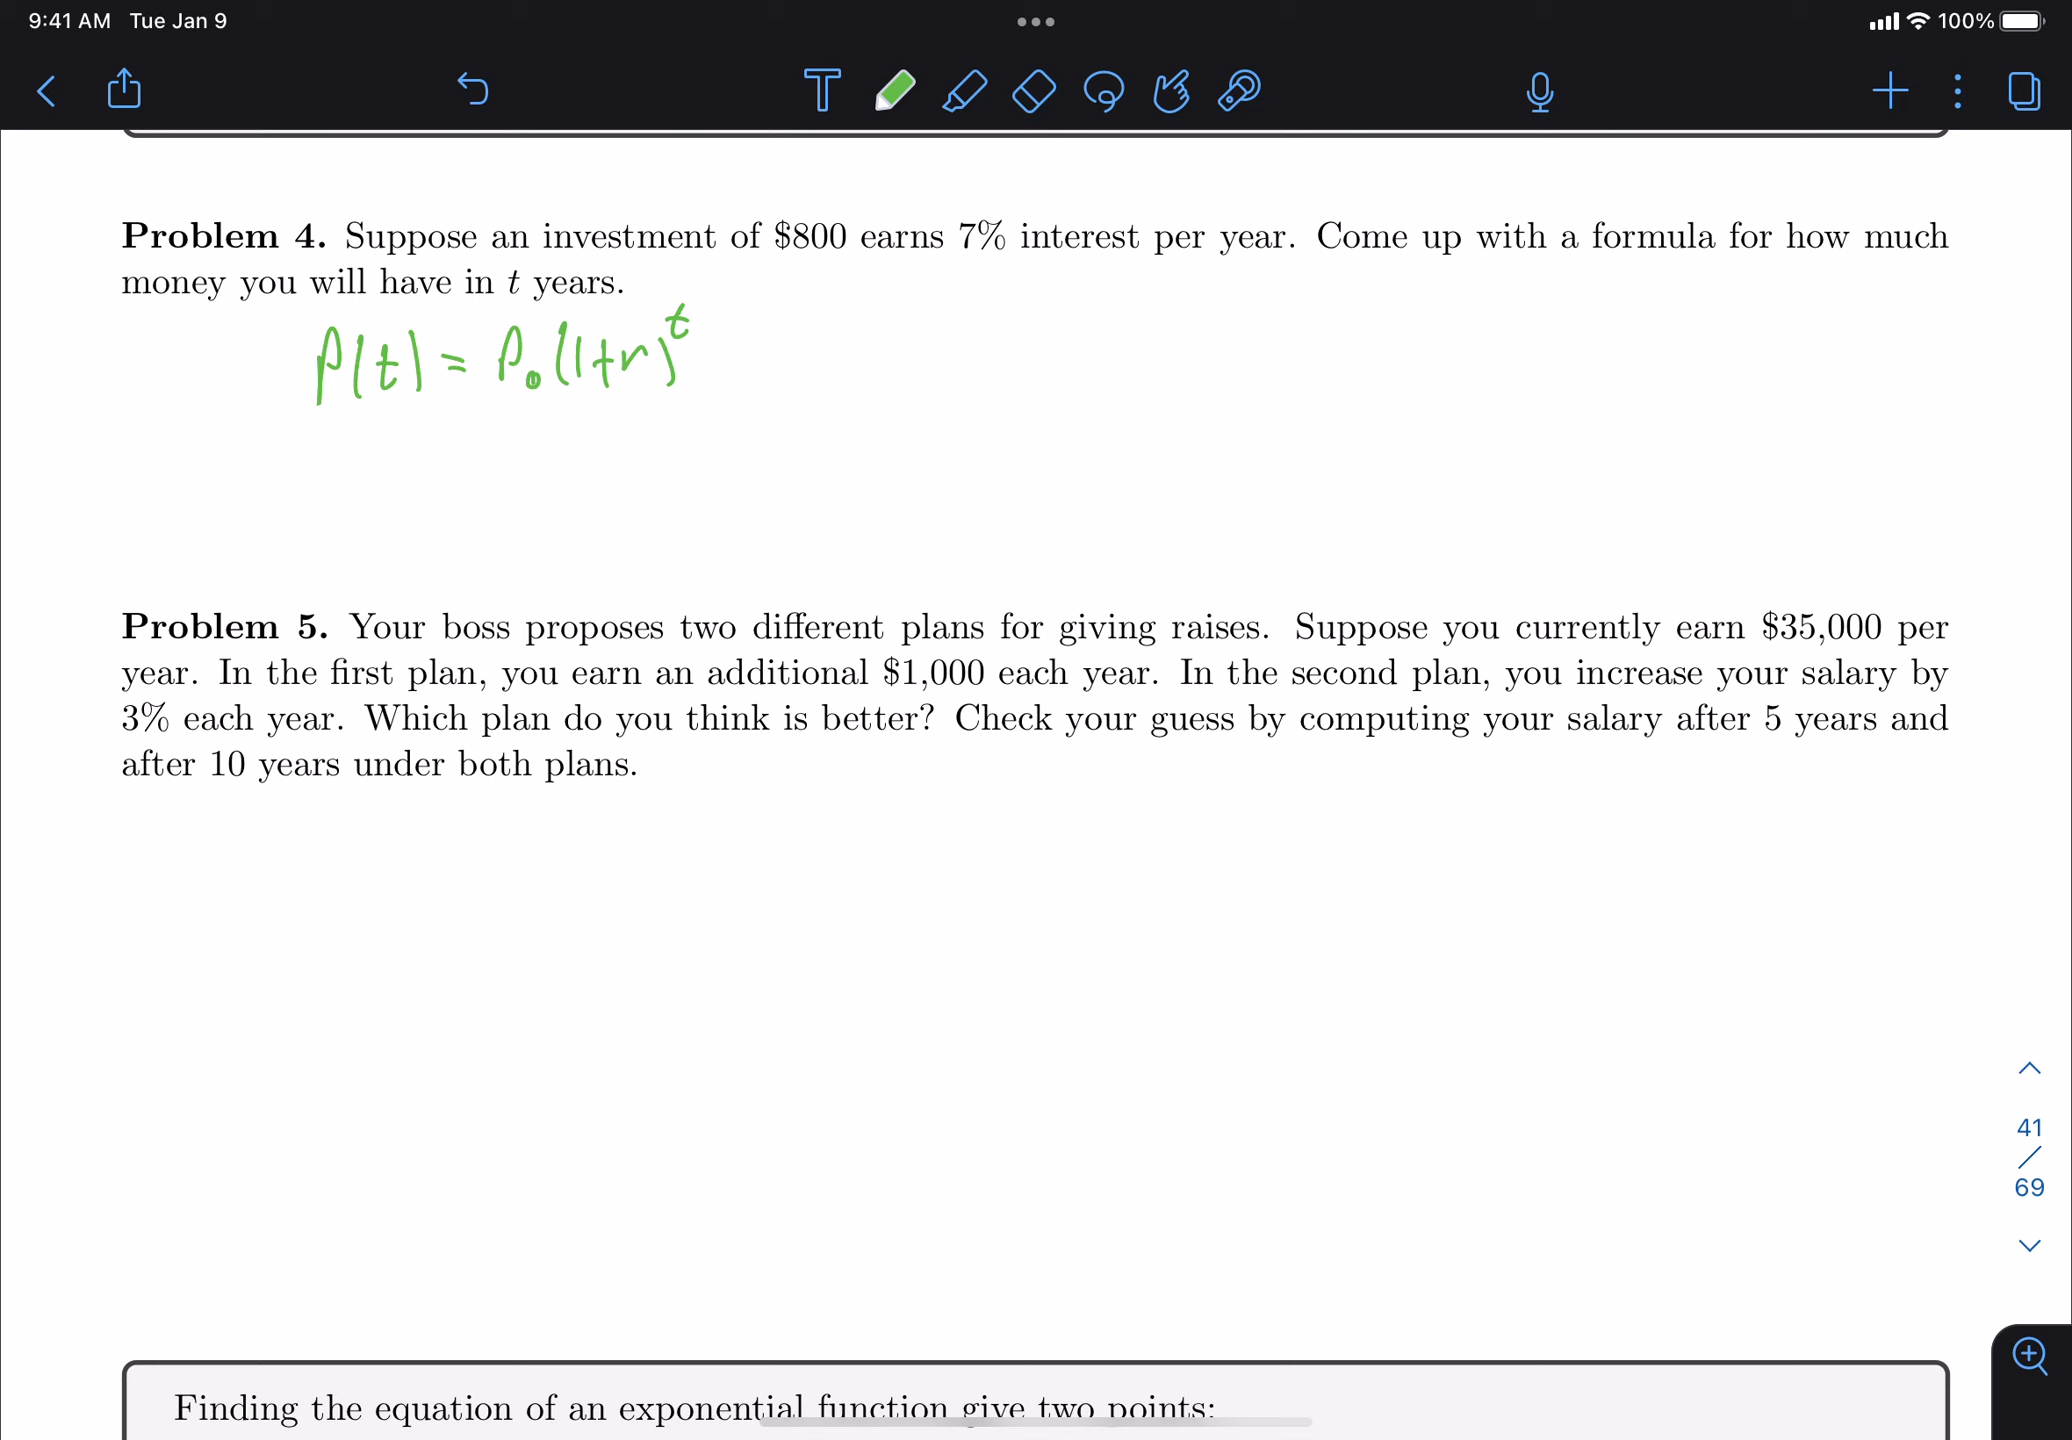 9:41 AM Tue Jan 9
100%
Problem 4. Suppose an investment of $800 earns 7% interest per year. Come up with a formula for how much
money you will have in t years.
P(t) = P₀(1+r)ᵗ
Problem 5. Your boss proposes two different plans for giving raises. Suppose you currently earn $35,000 per
year. In the first plan, you earn an additional $1,000 each year. In the second plan, you increase your salary by
3% each year. Which plan do you think is better? Check your guess by computing your salary after 5 years and
after 10 years under both plans.
41
/
69
Finding the equation of an exponential function give two points: